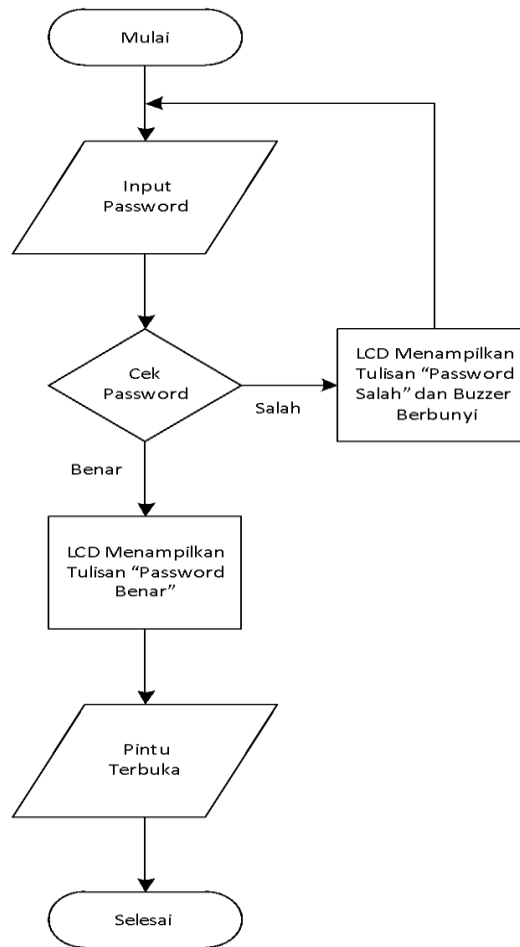 Mulai
Input
Password
Cek
Password
Salah
LCD Menampilkan
Tulisan “Password
Salah” dan Buzzer
Berbunyi
Benar
LCD Menampilkan
Tulisan “Password
Benar”
Pintu
Terbuka
Selesai